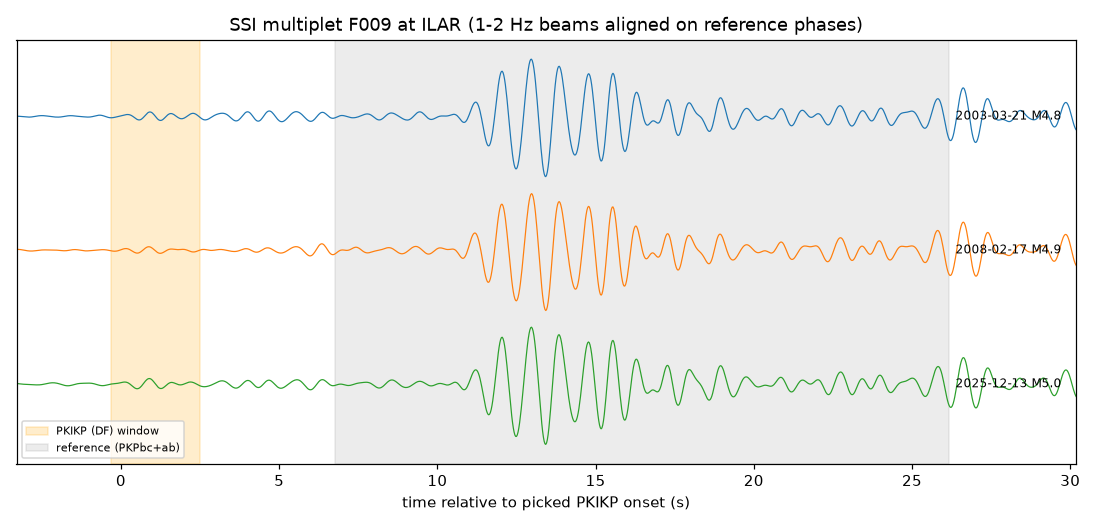 SSI multiplet F009 at ILAR (1-2 Hz beams aligned on reference phases)
2003-03-21 M4.8
2008-02-17 M4.9
2025-12-13 M5.0
PKIKP (DF) window
reference (PKPbc+ab)
0 5 10 15 20 25 30
time relative to picked PKIKP onset (s)